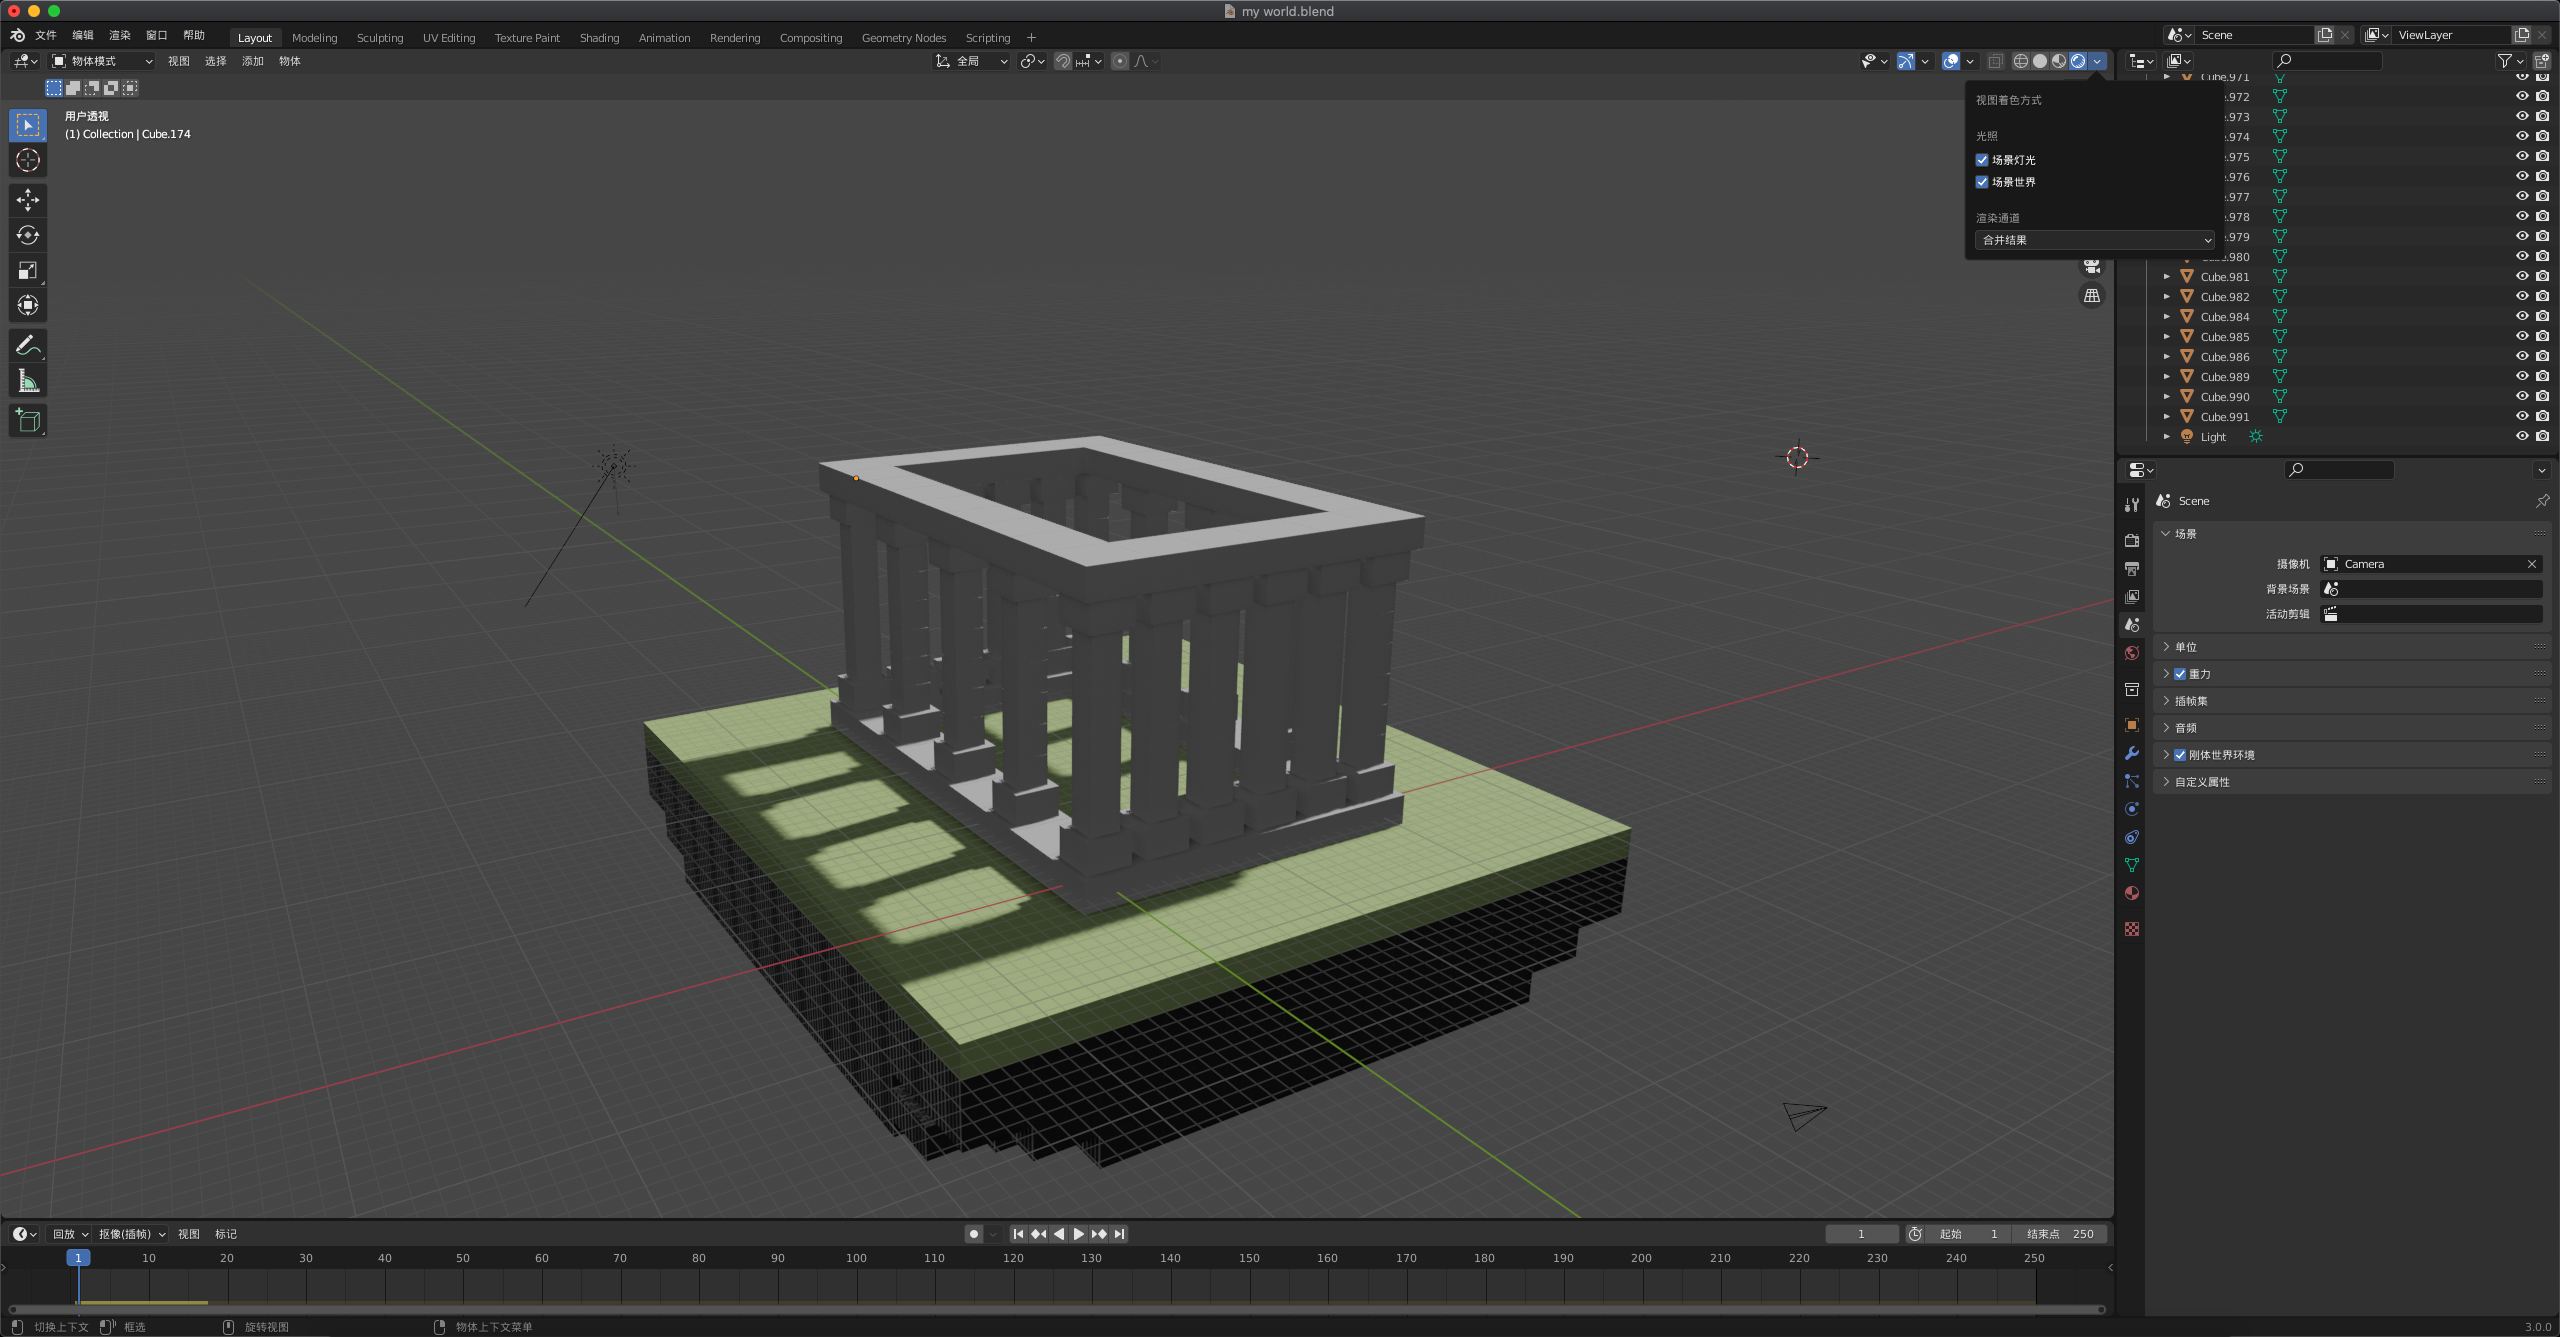 my world.blend
文件 编辑 渲染 窗口 帮助 Layout Modeling Sculpting UV Editing Texture Paint Shading Animation Rendering Compositing Geometry Nodes Scripting + Scene ViewLayer
物体模式 视图 选择 添加 物体 全局
用户透视
(1) Collection | Cube.174
视图着色方式
光照
场景灯光
场景世界
渲染通道
合并结果
Cube.971
.972
.973
.974
.975
.976
.977
.978
.979
.980
Cube.981
Cube.982
Cube.984
Cube.985
Cube.986
Cube.989
Cube.990
Cube.991
Light
Scene
场景
摄像机 Camera
背景场景
活动剪辑
单位
重力
插帧集
音频
刚体世界环境
自定义属性
回放 抠像(插帧) 视图 标记 1 起始 1 结束点 250
1 10 20 30 40 50 60 70 80 90 100 110 120 130 140 150 160 170 180 190 200 210 220 230 240 250
切换上下文 框选 旋转视图 物体上下文菜单 3.0.0